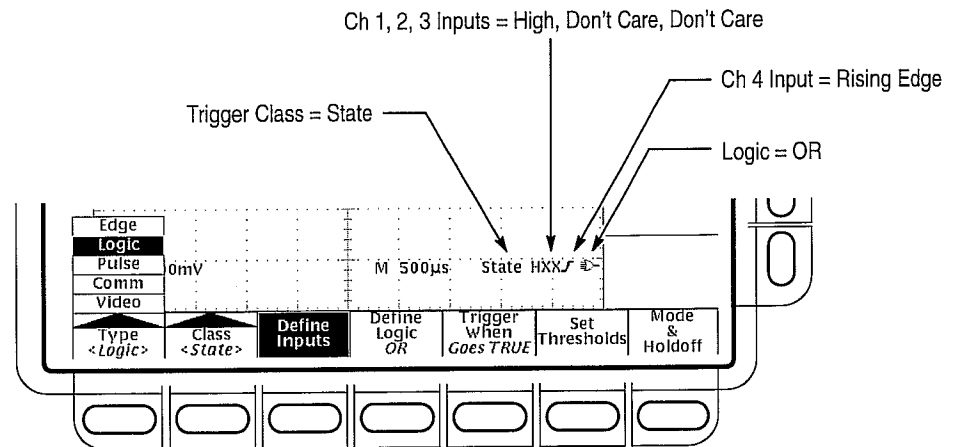 Ch 1, 2, 3 Inputs = High, Don't Care, Don't Care
Ch 4 Input = Rising Edge
Trigger Class = State
Logic = OR
Edge
Logic
Pulse
Comm
Video
0mV
M 500µs
State HXX
Type
<Logic>
Class
<State>
Define
Inputs
Define
Logic
OR
Trigger
When
Goes TRUE
Set
Thresholds
Mode
&
Holdoff